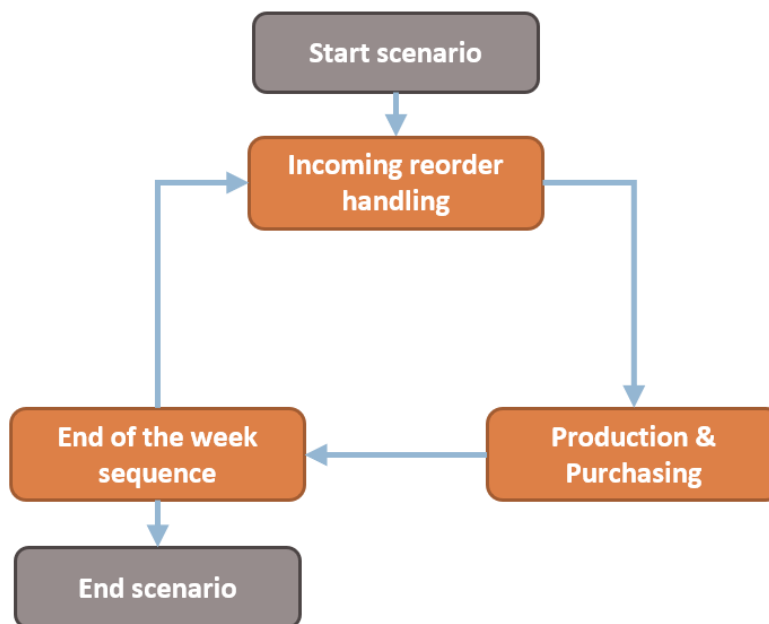 Start scenario
Incoming reorder
handling
End of the week
sequence
Production &
Purchasing
End scenario